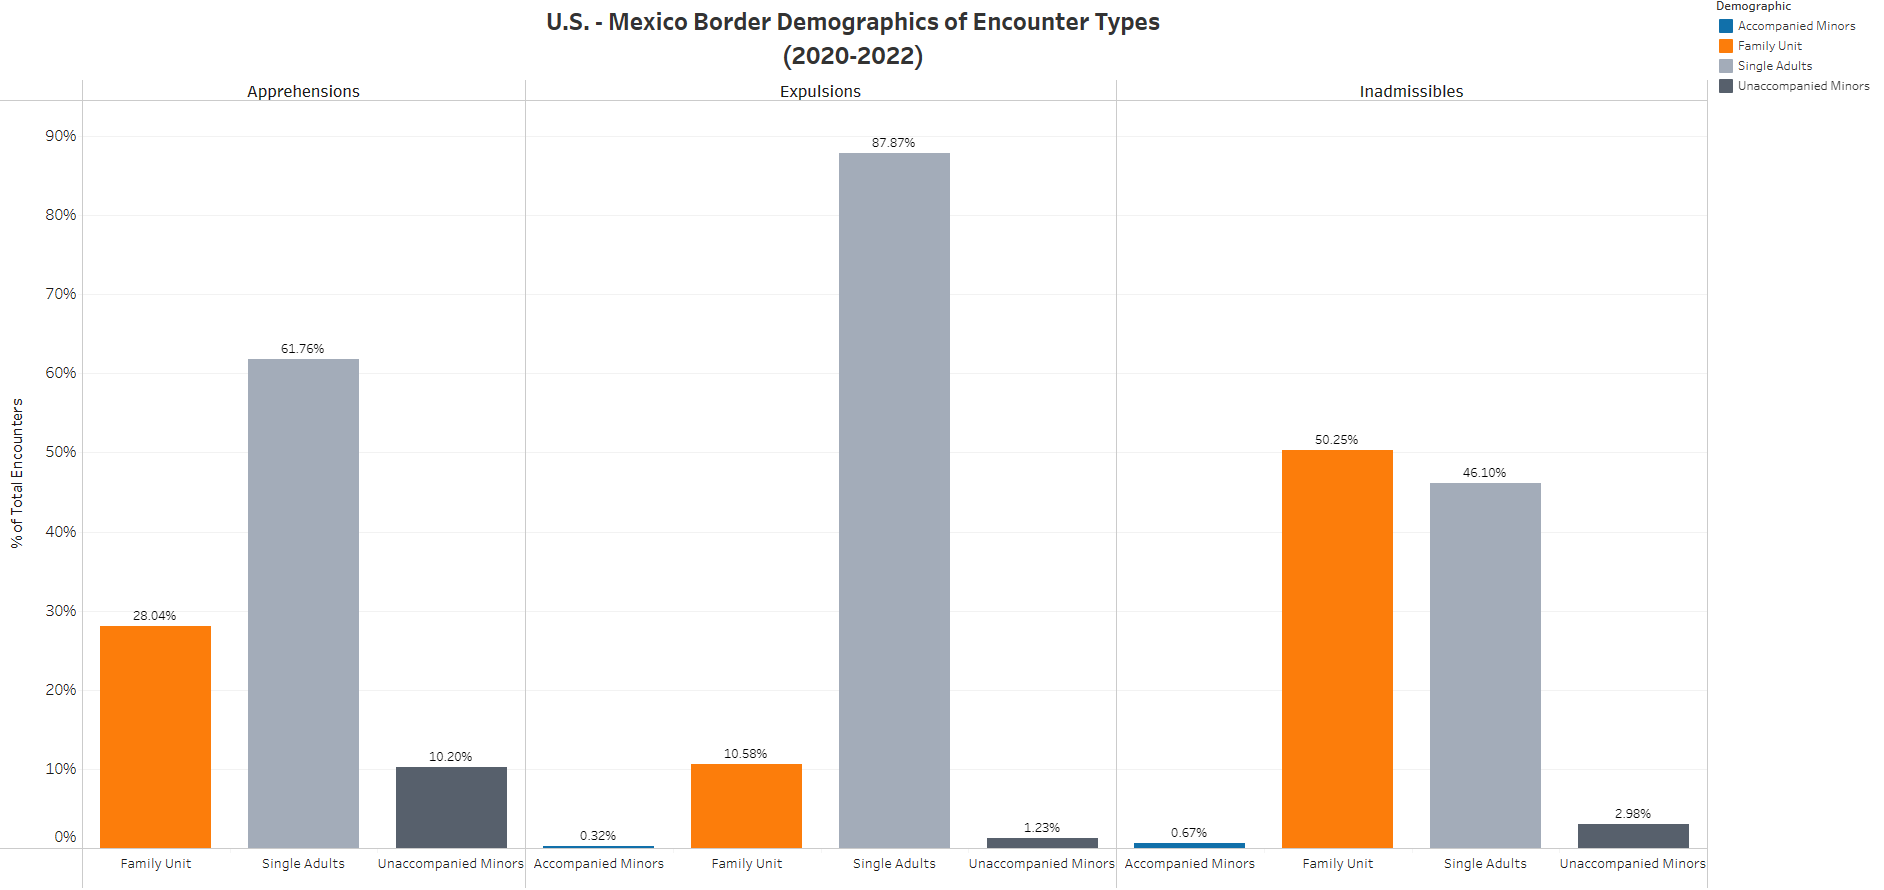 U.S. - Mexico Border Demographics of Encounter Types
(2020-2022)
Demographic
Accompanied Minors
Family Unit
Single Adults
Unaccompanied Minors
Apprehensions
Expulsions
Inadmissibles
% of Total Encounters
90%
80%
70%
60%
50%
40%
30%
20%
10%
0%
28.04%
61.76%
10.20%
0.32%
10.58%
87.87%
1.23%
0.67%
50.25%
46.10%
2.98%
Family Unit
Single Adults
Unaccompanied Minors
Accompanied Minors
Family Unit
Single Adults
Unaccompanied Minors
Accompanied Minors
Family Unit
Single Adults
Unaccompanied Minors